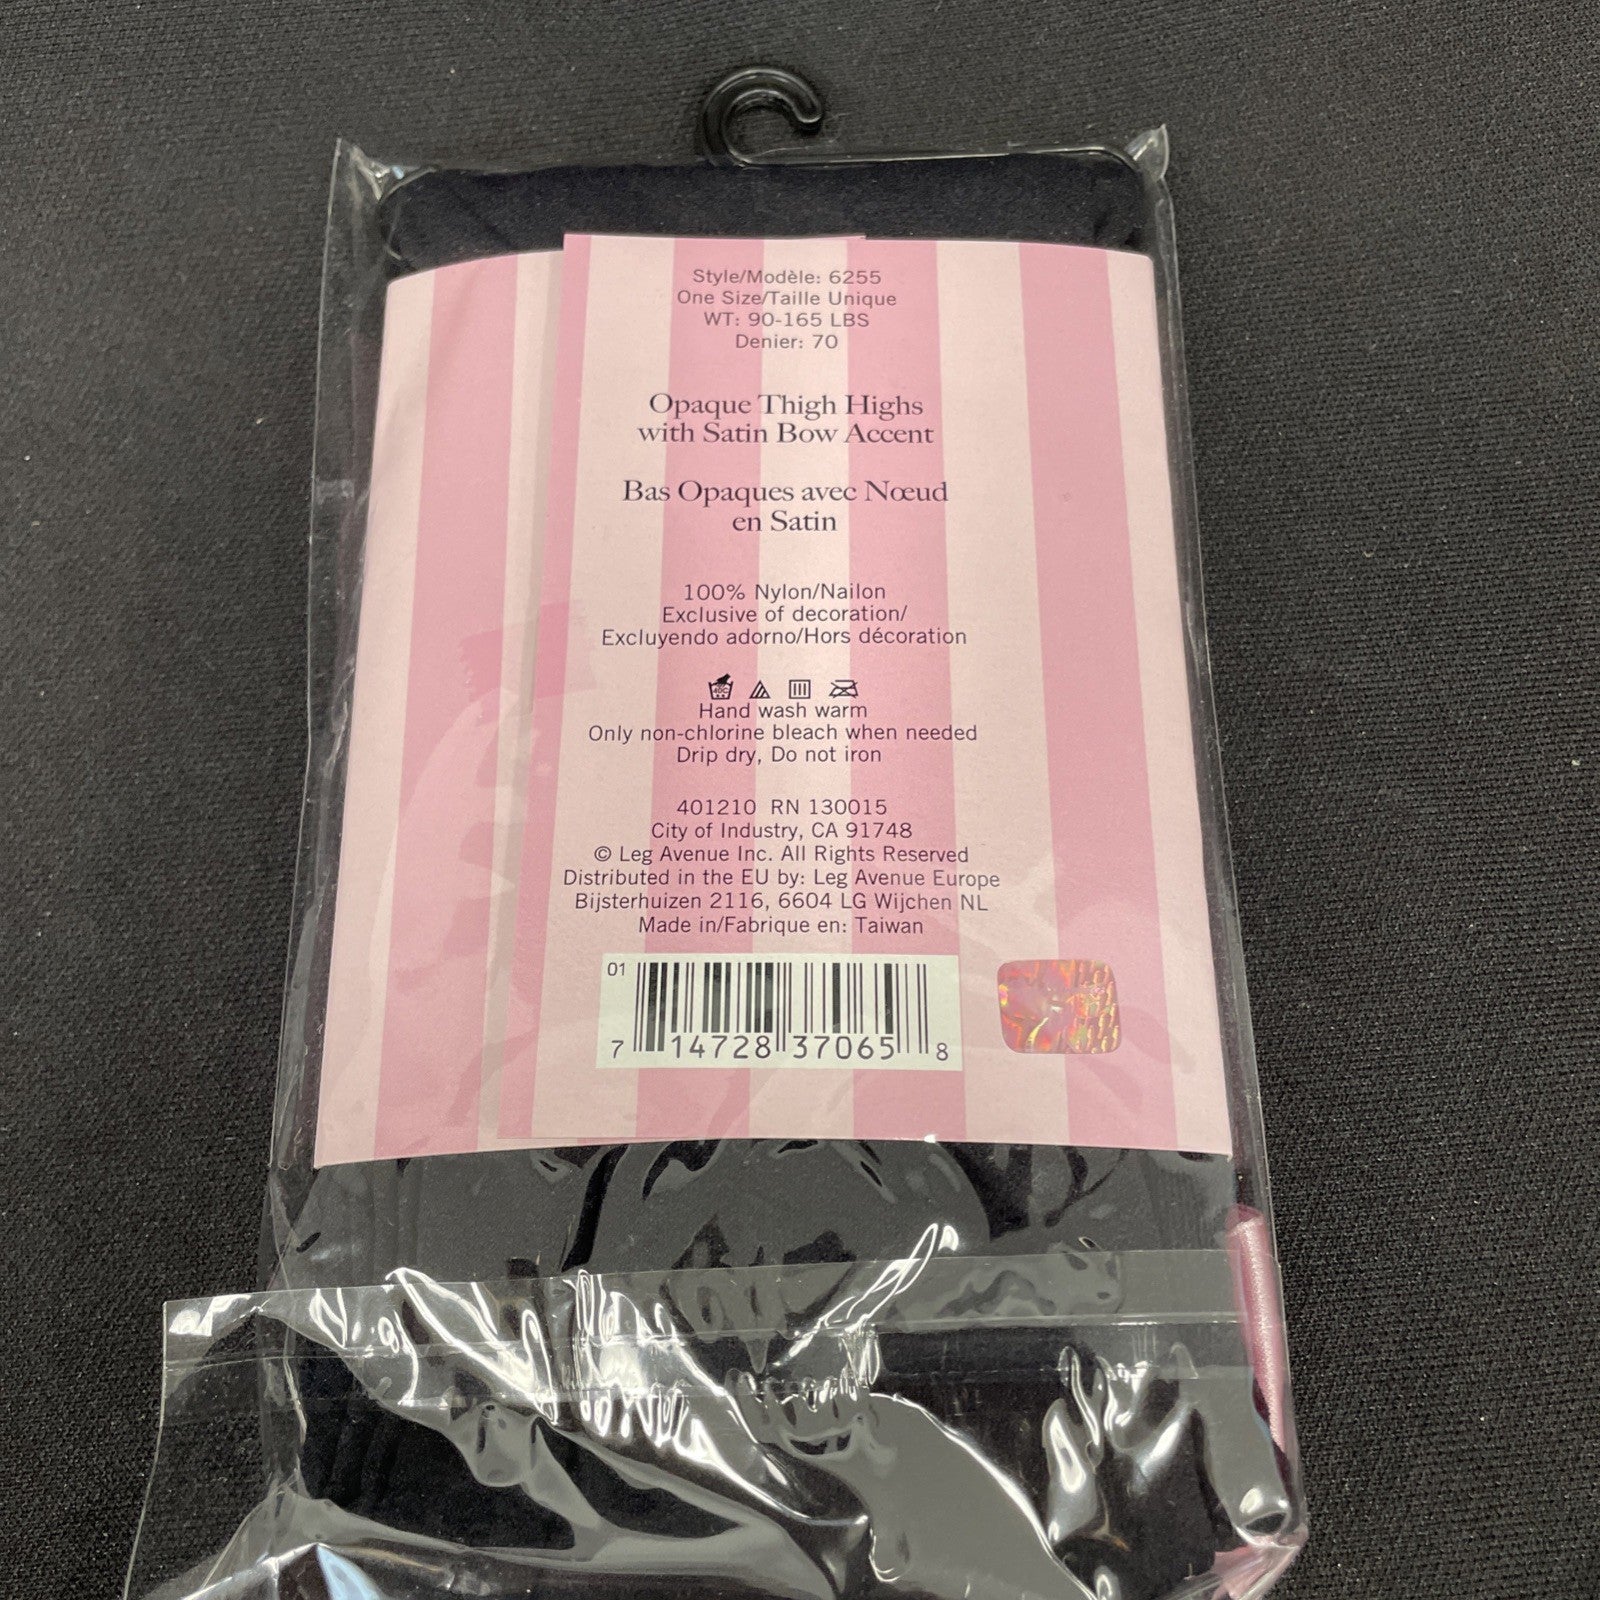 Style/Modèle: 6255
One Size/Taille Unique
WT: 90-165 LBS
Denier: 70
Opaque Thigh Highs
with Satin Bow Accent
Bas Opaques avec Nœud
en Satin
100% Nylon/Nailon
Exclusive of decoration/
Excluyendo adorno/Hors décoration
Hand wash warm
Only non-chlorine bleach when needed
Drip dry, Do not iron
401210 RN 130015
City of Industry, CA 91748
© Leg Avenue Inc. All Rights Reserved
Distributed in the EU by: Leg Avenue Europe
Bijsterhuizen 2116, 6604 LG Wijchen NL
Made in/Fabrique en: Taiwan
01
7 14728 37065 8